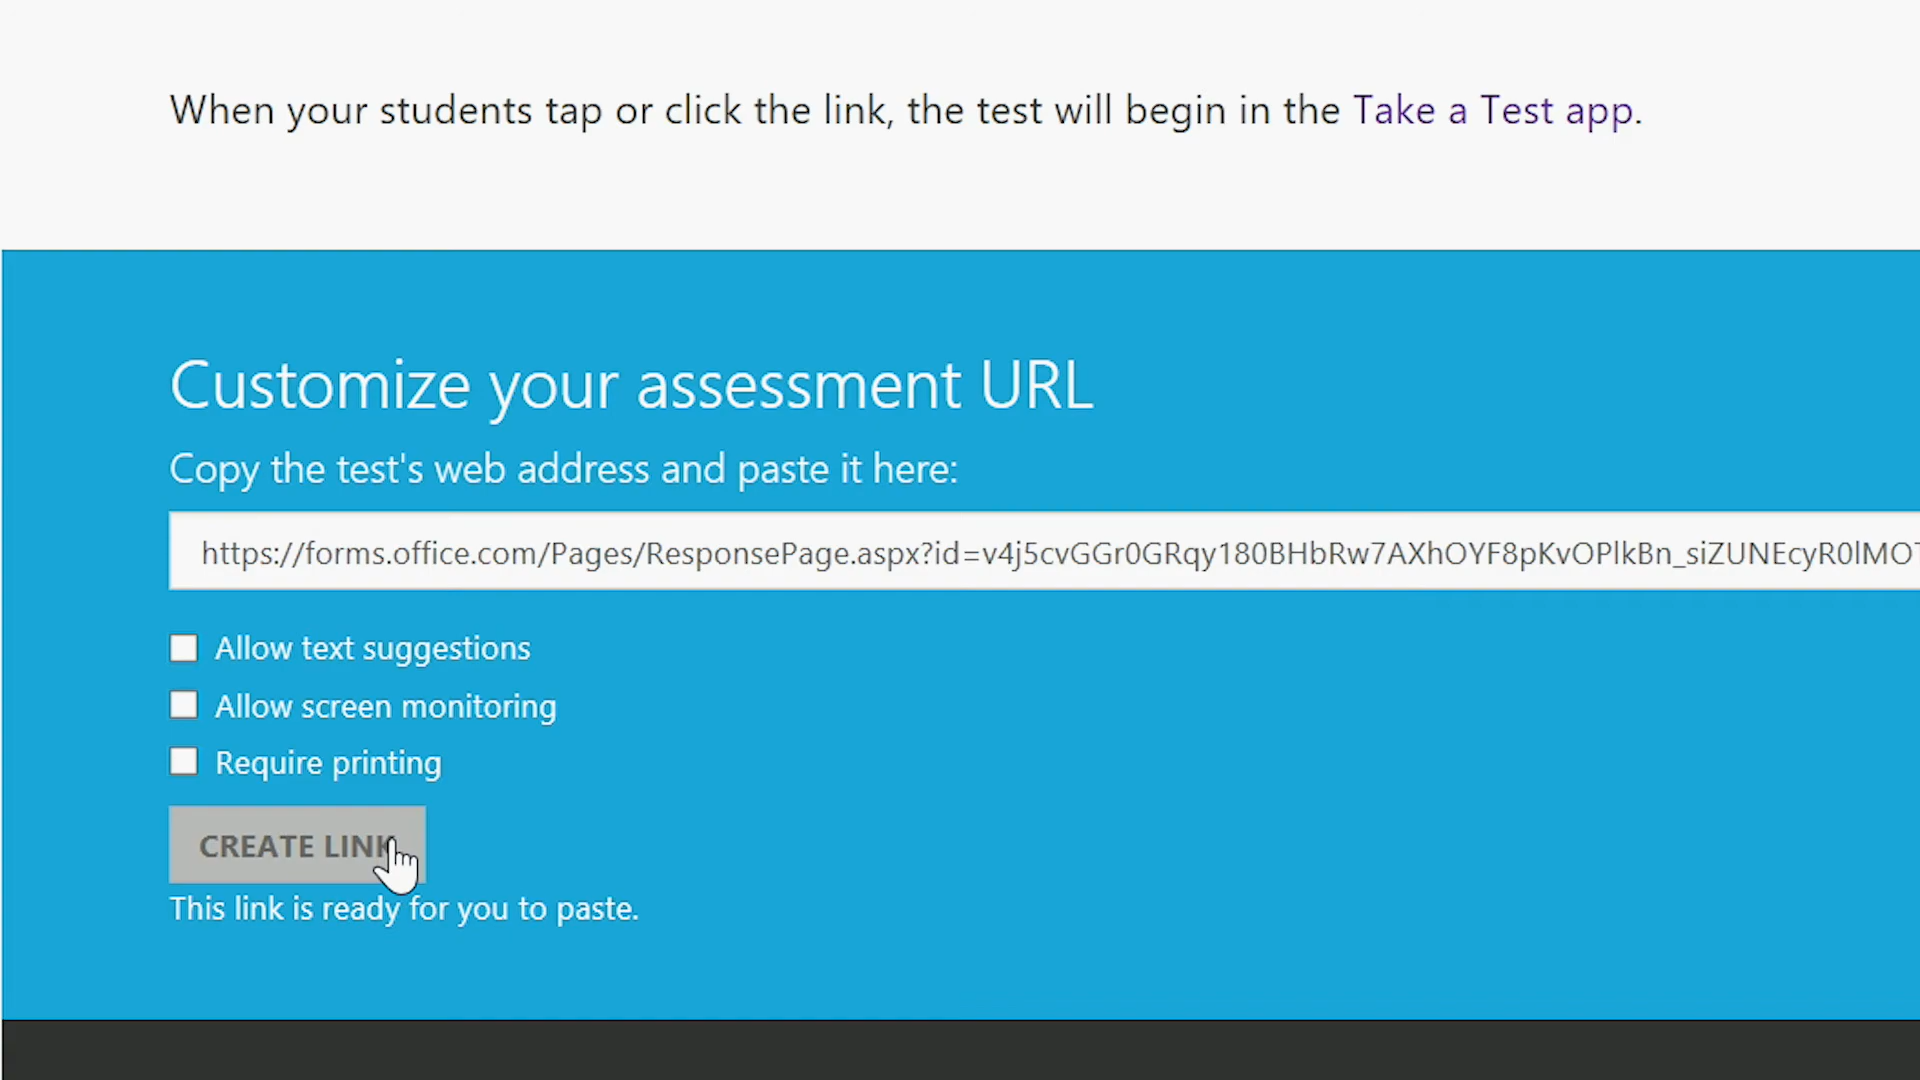 When your students tap or click the link, the test will begin in the Take a Test app.
Customize your assessment URL
Copy the test's web address and paste it here:
https://forms.office.com/Pages/ResponsePage.aspx?id=v4j5cvGGr0GRqy180BHbRw7AXhOYF8pKvOPlkBn_siZUNEcyR0lMOT
Allow text suggestions
Allow screen monitoring
Require printing
CREATE LINK
This link is ready for you to paste.